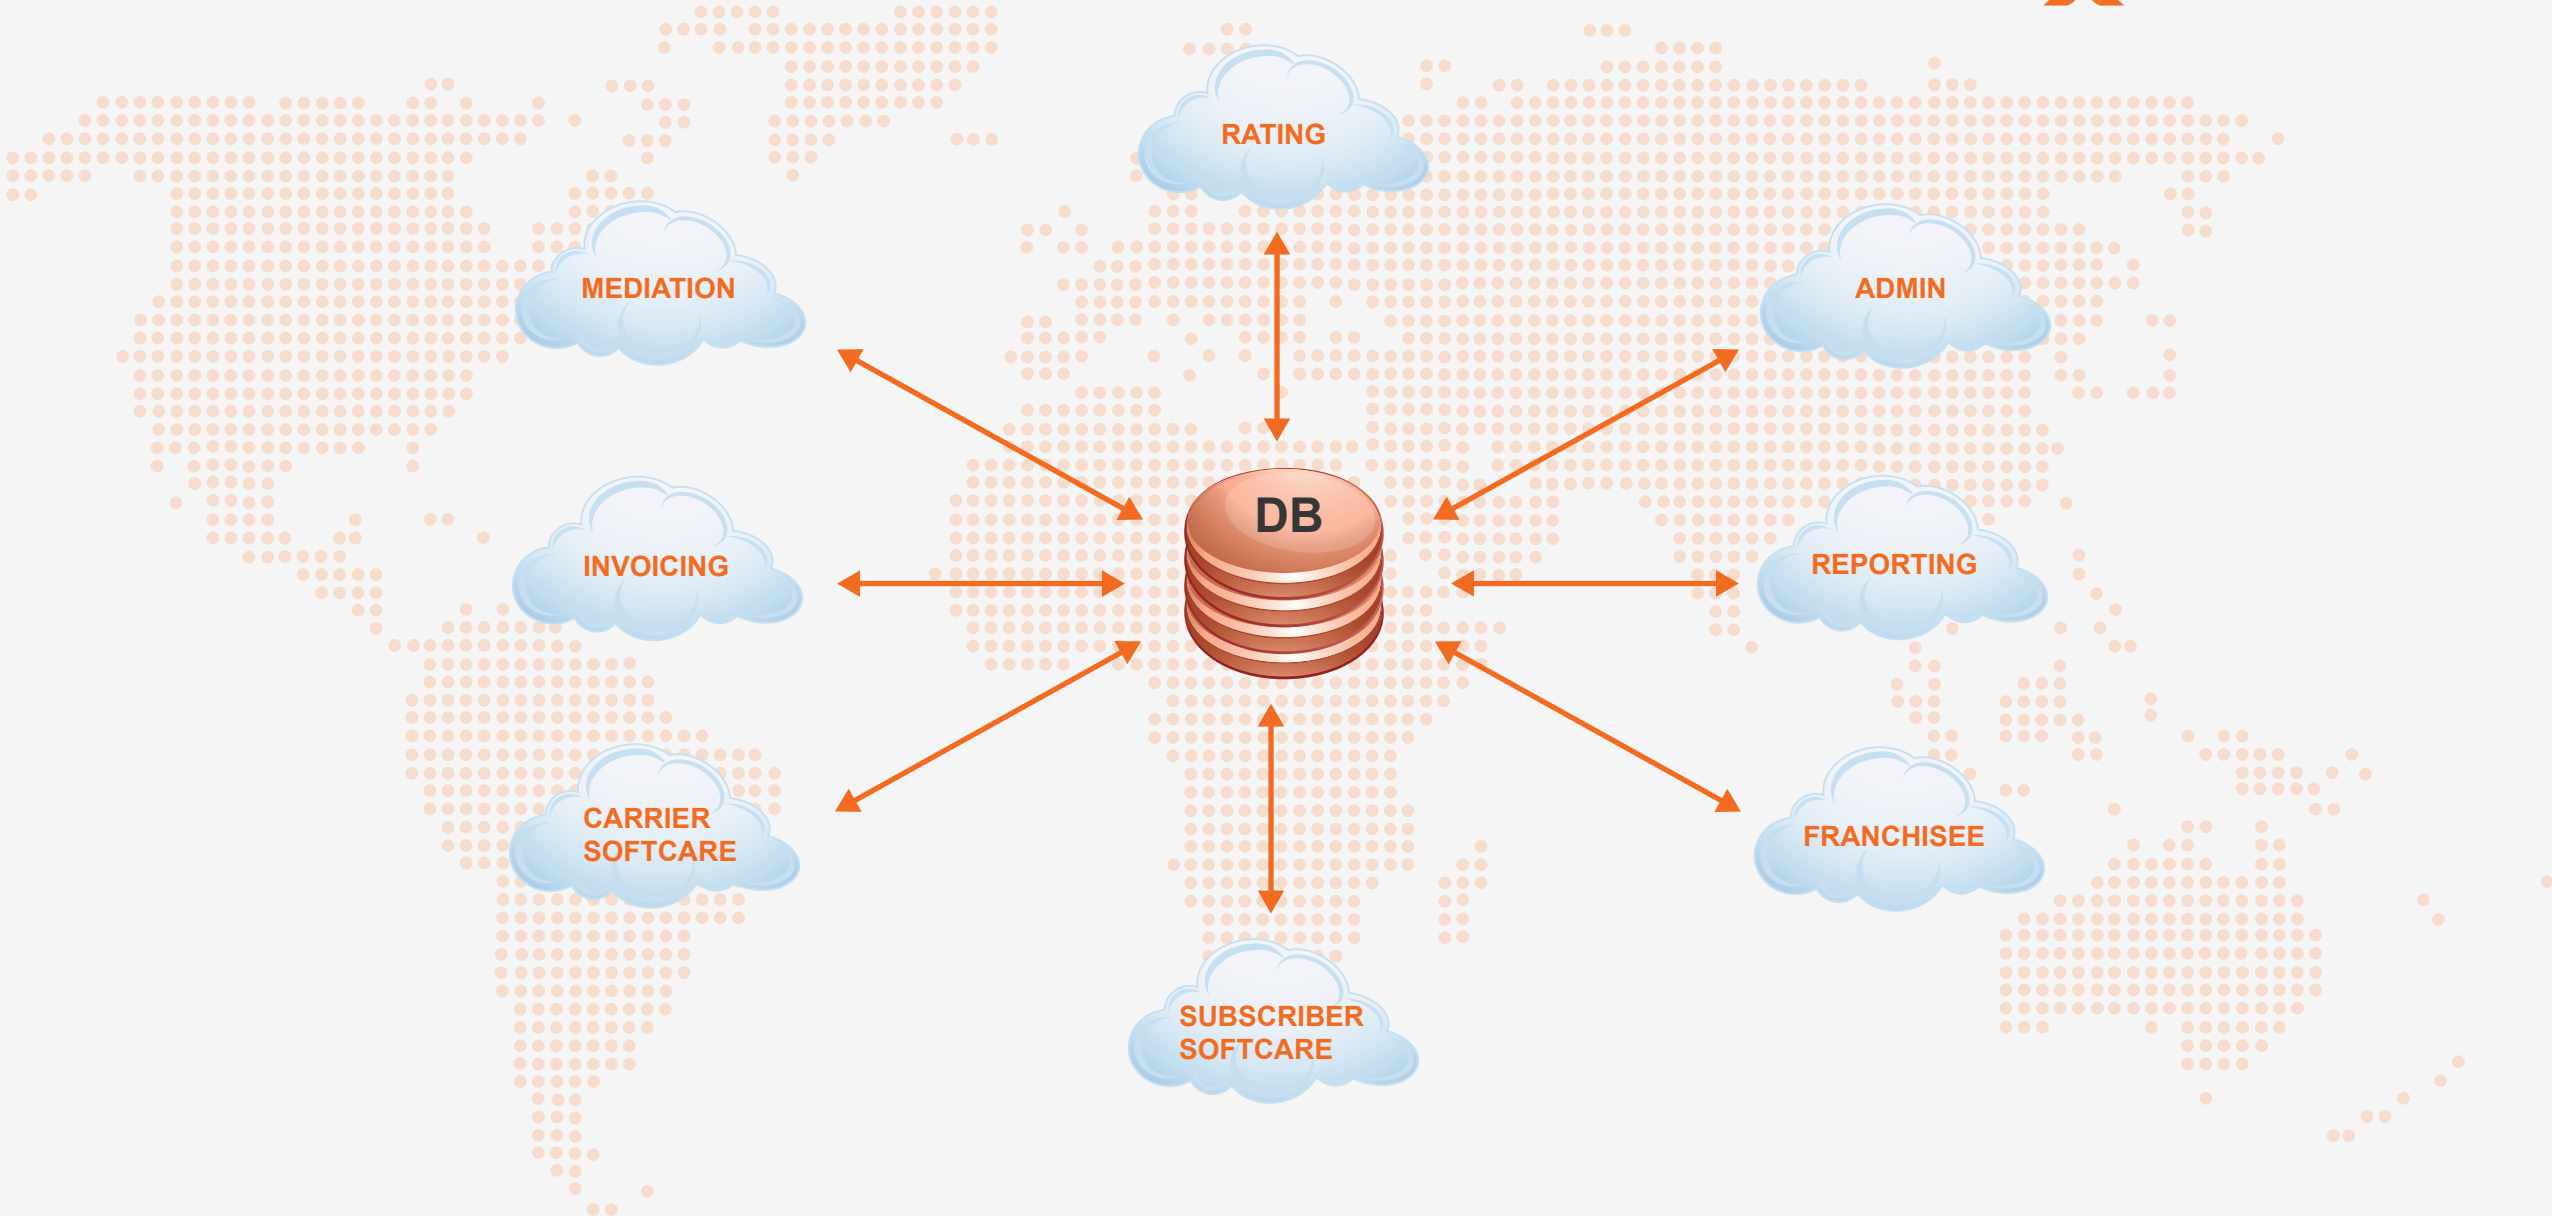 RATING
MEDIATION
ADMIN
DB
INVOICING
REPORTING
CARRIER
SOFTCARE
FRANCHISEE
SUBSCRIBER
SOFTCARE